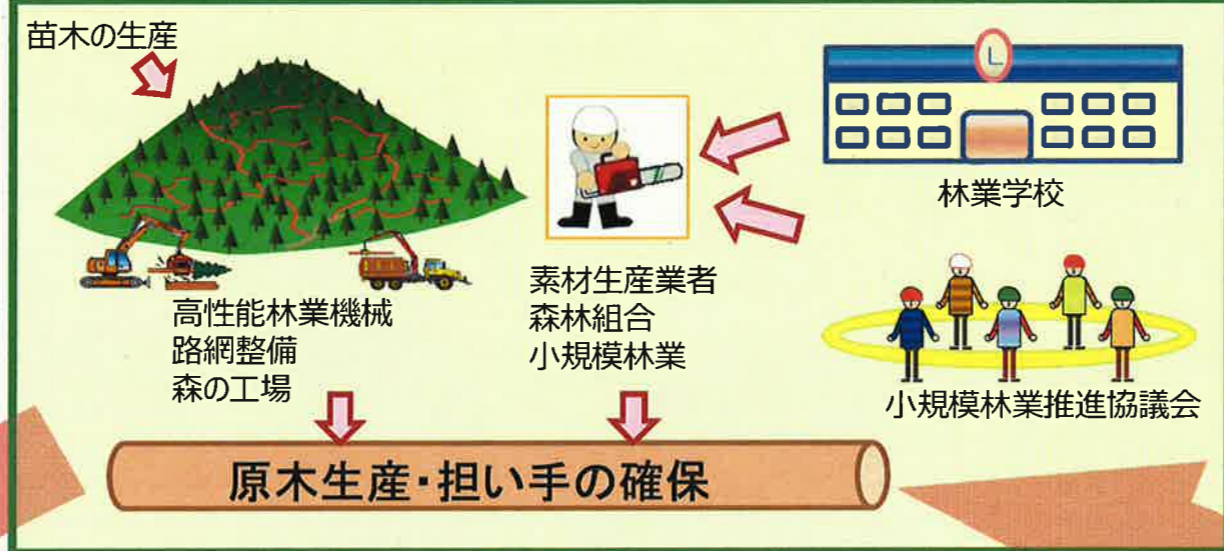 苗木の生産
林業学校
高性能林業機械
路網整備
森の工場
素材生産業者
森林組合
小規模林業
小規模林業推進協議会
原木生産・担い手の確保